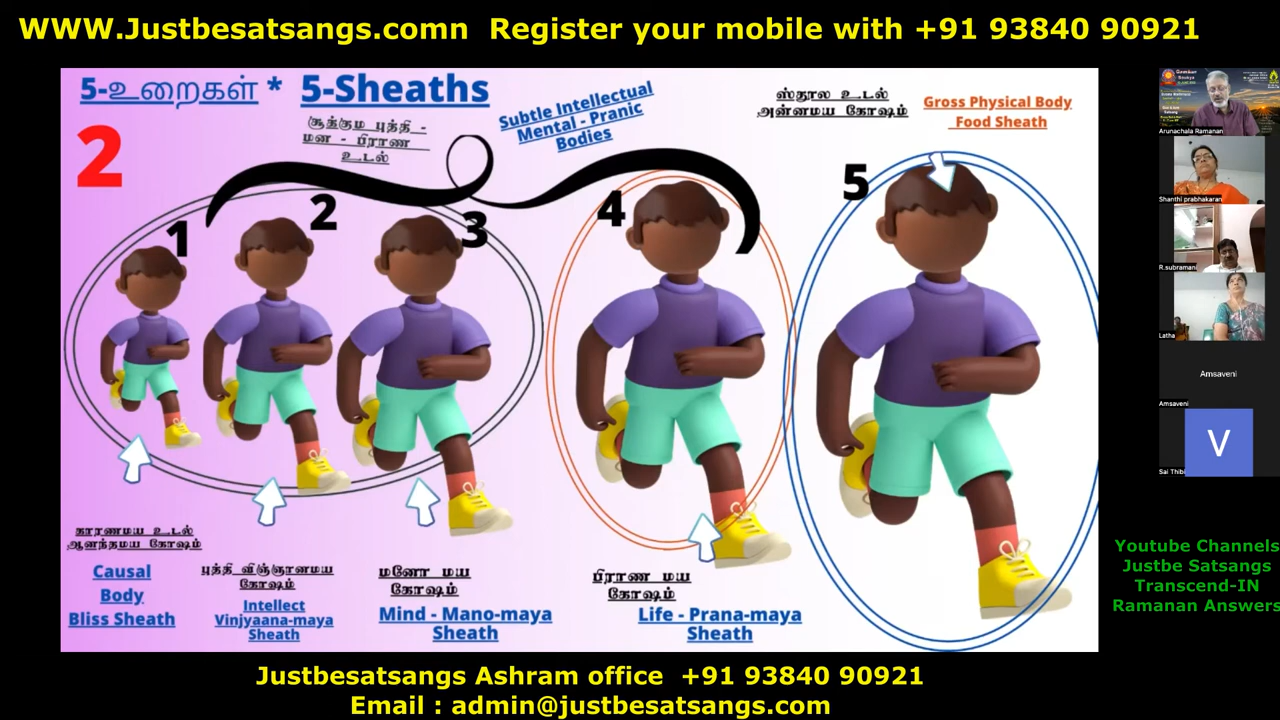 WWW.Justbesatsangs.comn Register your mobile with +91 93840 90921
5-உறைகள் * 5-Sheaths
2
சூக்கும புத்தி -
மன - பிராண
உடல்
Subtle Intellectual
Mental - Pranic
Bodies
ஸ்தூல உடல்
அன்னமய கோஷம்
Gross Physical Body
Food Sheath
1
2
3
4
5
காரணமய உடல்
ஆனந்தமய கோஷம்
Causal
Body
Bliss Sheath
புத்தி விஞ்ஞானமய
கோஷம்
Intellect
Vinjyaana-maya
Sheath
மனோ மய
கோஷம்
Mind - Mano-maya
Sheath
பிராண மய
கோஷம்
Life - Prana-maya
Sheath
Arunachala Ramanan
Shanthi prabhakaran
R.subramani
Latha
Amsaveni
Amsaveni
V
Sai Thibi
Youtube Channels
Justbe Satsangs
Transcend-IN
Ramanan Answers
Justbesatsangs Ashram office +91 93840 90921
Email : admin@justbesatsangs.com